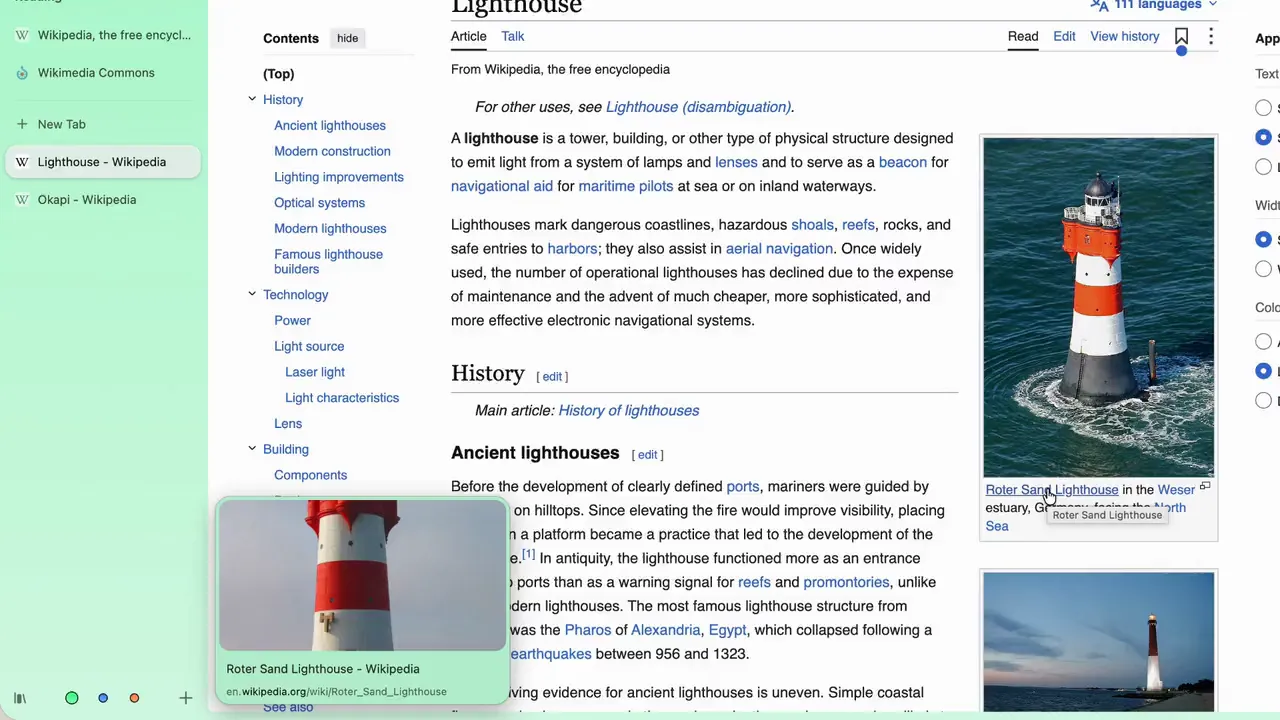 Wikipedia, the free encycl...
Wikimedia Commons
New Tab
Lighthouse - Wikipedia
Okapi - Wikipedia
Contents
hide
(Top)
History
Ancient lighthouses
Modern construction
Lighting improvements
Optical systems
Modern lighthouses
Famous lighthouse
builders
Technology
Power
Light source
Laser light
Light characteristics
Lens
Building
Components
See also
Lighthouse
111 languages
Article
Talk
Read
Edit
View history
From Wikipedia, the free encyclopedia
For other uses, see Lighthouse (disambiguation).
A lighthouse is a tower, building, or other type of physical structure designed
to emit light from a system of lamps and lenses and to serve as a beacon for
navigational aid for maritime pilots at sea or on inland waterways.
Lighthouses mark dangerous coastlines, hazardous shoals, reefs, rocks, and
safe entries to harbors; they also assist in aerial navigation. Once widely
used, the number of operational lighthouses has declined due to the expense
of maintenance and the advent of much cheaper, more sophisticated, and
more effective electronic navigational systems.
History [ edit ]
Main article: History of lighthouses
Ancient lighthouses [ edit ]
Before the development of clearly defined ports, mariners were guided by
on hilltops. Since elevating the fire would improve visibility, placing
n a platform became a practice that led to the development of the
e.[1] In antiquity, the lighthouse functioned more as an entrance
ports than as a warning signal for reefs and promontories, unlike
dern lighthouses. The most famous lighthouse structure from
was the Pharos of Alexandria, Egypt, which collapsed following a
earthquakes between 956 and 1323.
ving evidence for ancient lighthouses is uneven. Simple coastal
Roter Sand Lighthouse in the Weser
estuary, Germany, facing the North
Sea
Roter Sand Lighthouse
Roter Sand Lighthouse - Wikipedia
en.wikipedia.org/wiki/Roter_Sand_Lighthouse
App
Text
Widt
Colo